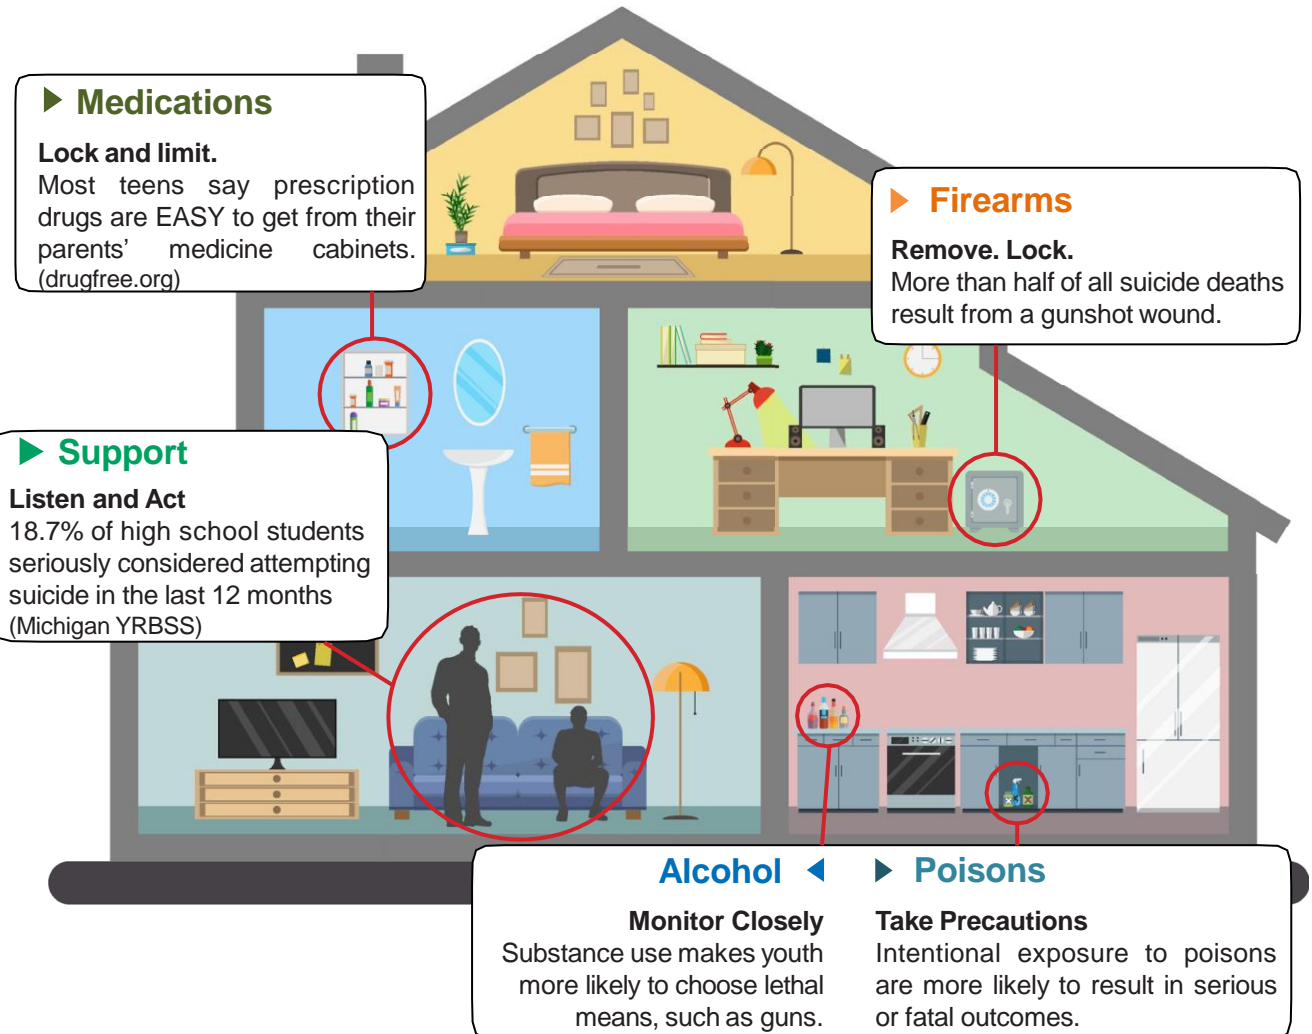 Medications
Lock and limit.
Most teens say prescription
drugs are EASY to get from their
parents' medicine cabinets.
(drugfree.org)
Firearms
Remove. Lock.
More than half of all suicide deaths
result from a gunshot wound.
Support
Listen and Act
18.7% of high school students
seriously considered attempting
suicide in the last 12 months
(Michigan YRBSS)
Alcohol
Monitor Closely
Substance use makes youth
more likely to choose lethal
means, such as guns.
Poisons
Take Precautions
Intentional exposure to poisons
are more likely to result in serious
or fatal outcomes.